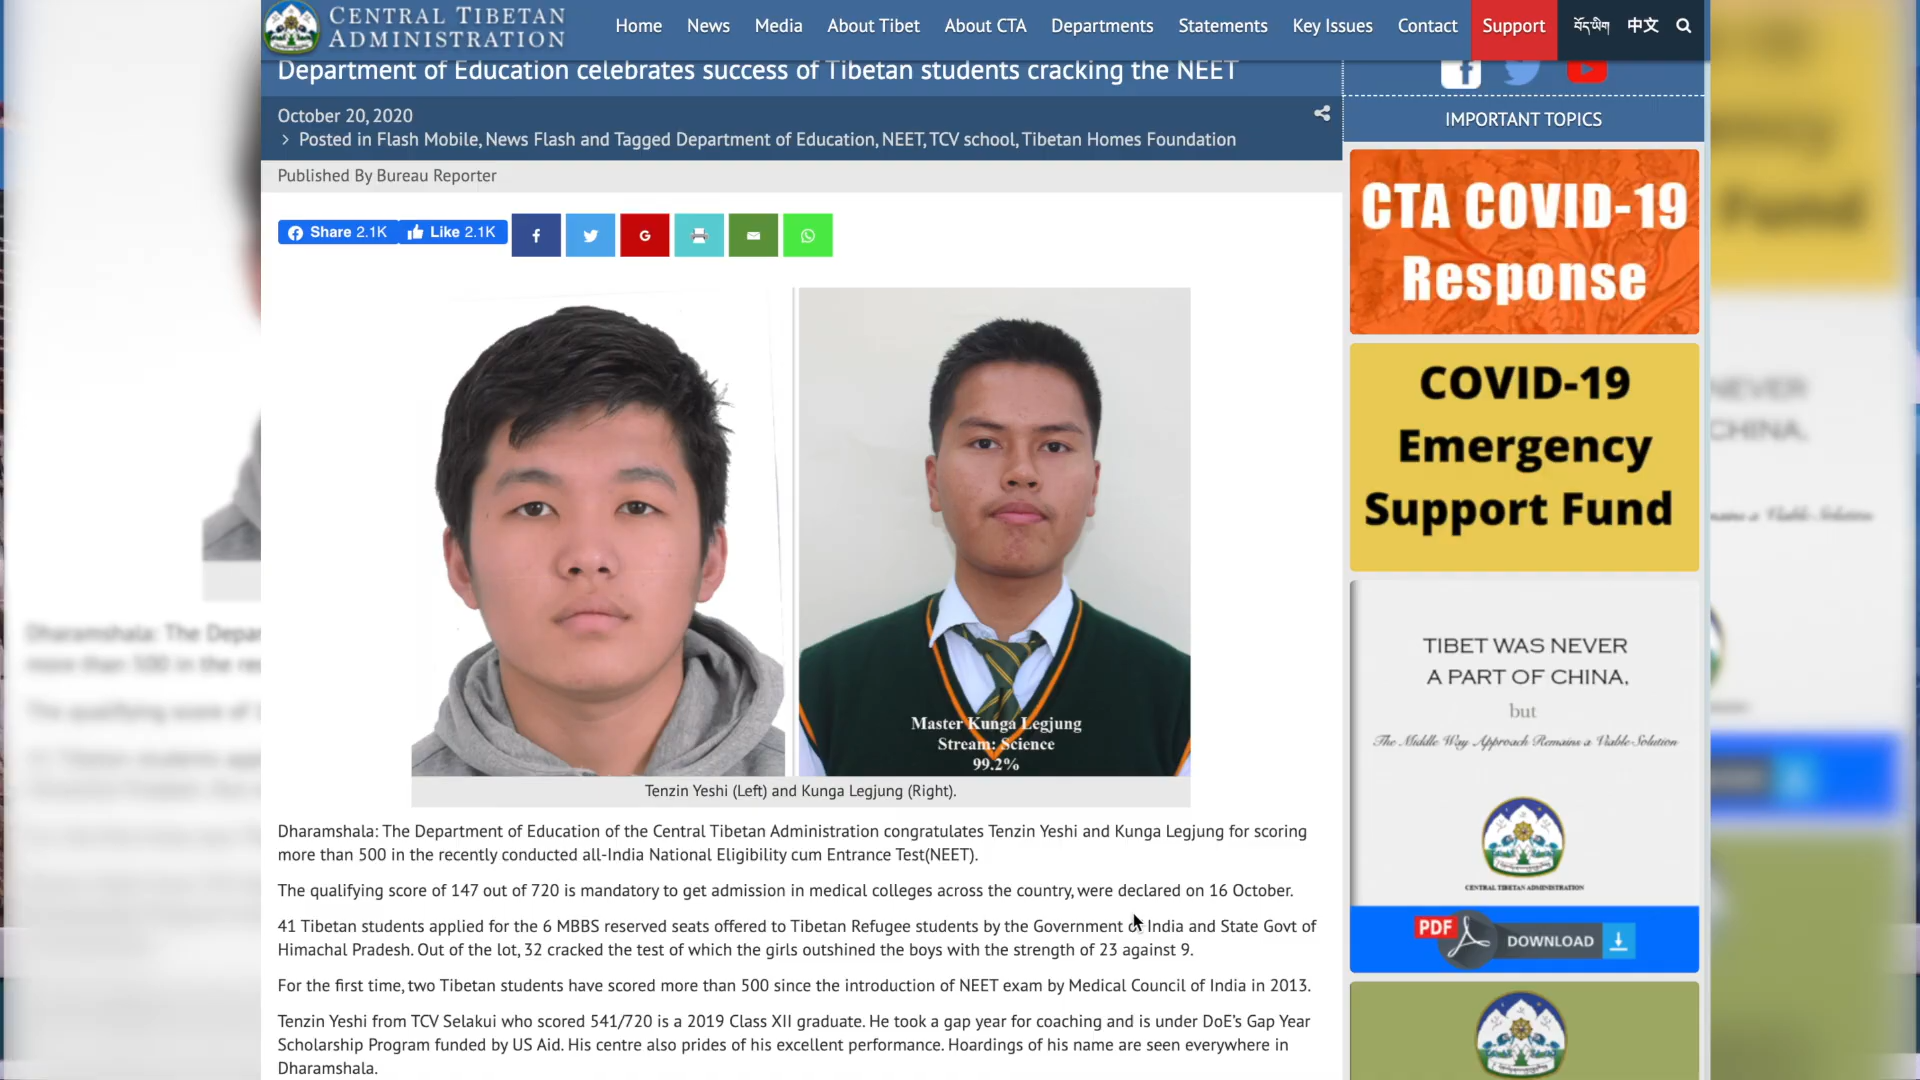 CENTRAL TIBETAN
ADMINISTRATION
Home News Media About Tibet About CTA Departments Statements Key Issues Contact Support བོད་ཡིག 中文
Department of Education celebrates success of Tibetan students cracking the NEET
October 20, 2020
> Posted in Flash Mobile, News Flash and Tagged Department of Education, NEET, TCV school, Tibetan Homes Foundation
Published By Bureau Reporter
Share 2.1K Like 2.1K
Master Kunga Legjung
Stream: Science
99.2%
Tenzin Yeshi (Left) and Kunga Legjung (Right).
Dharamshala: The Department of Education of the Central Tibetan Administration congratulates Tenzin Yeshi and Kunga Legjung for scoring
more than 500 in the recently conducted all-India National Eligibility cum Entrance Test(NEET).
The qualifying score of 147 out of 720 is mandatory to get admission in medical colleges across the country, were declared on 16 October.
41 Tibetan students applied for the 6 MBBS reserved seats offered to Tibetan Refugee students by the Government of India and State Govt of
Himachal Pradesh. Out of the lot, 32 cracked the test of which the girls outshined the boys with the strength of 23 against 9.
For the first time, two Tibetan students have scored more than 500 since the introduction of NEET exam by Medical Council of India in 2013.
Tenzin Yeshi from TCV Selakui who scored 541/720 is a 2019 Class XII graduate. He took a gap year for coaching and is under DoE's Gap Year
Scholarship Program funded by US Aid. His centre also prides of his excellent performance. Hoardings of his name are seen everywhere in
Dharamshala.
IMPORTANT TOPICS
CTA COVID-19
Response
COVID-19
Emergency
Support Fund
TIBET WAS NEVER
A PART OF CHINA,
but
The Middle Way Approach Remains a Viable Solution
CENTRAL TIBETAN ADMINISTRATION
PDF DOWNLOAD